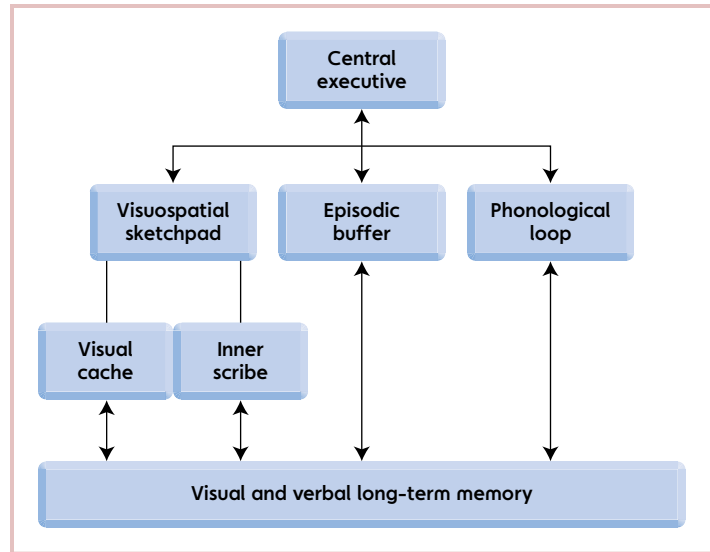 Central
executive
Visuospatial
sketchpad
Episodic
buffer
Phonological
loop
Visual
cache
Inner
scribe
Visual and verbal long-term memory